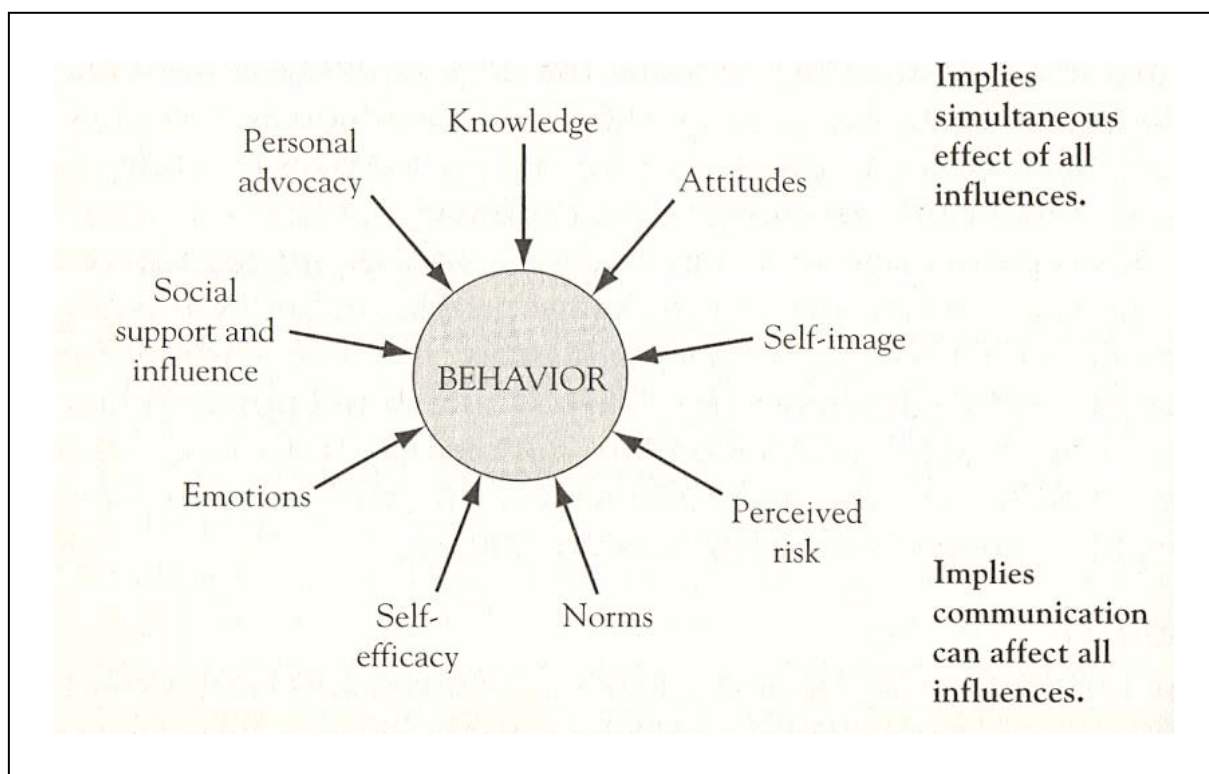 Knowledge
Personal
advocacy
Attitudes
Social
support and
influence
Self-image
BEHAVIOR
Emotions
Perceived
risk
Self-
efficacy
Norms
Implies
simultaneous
effect of all
influences.
Implies
communication
can affect all
influences.